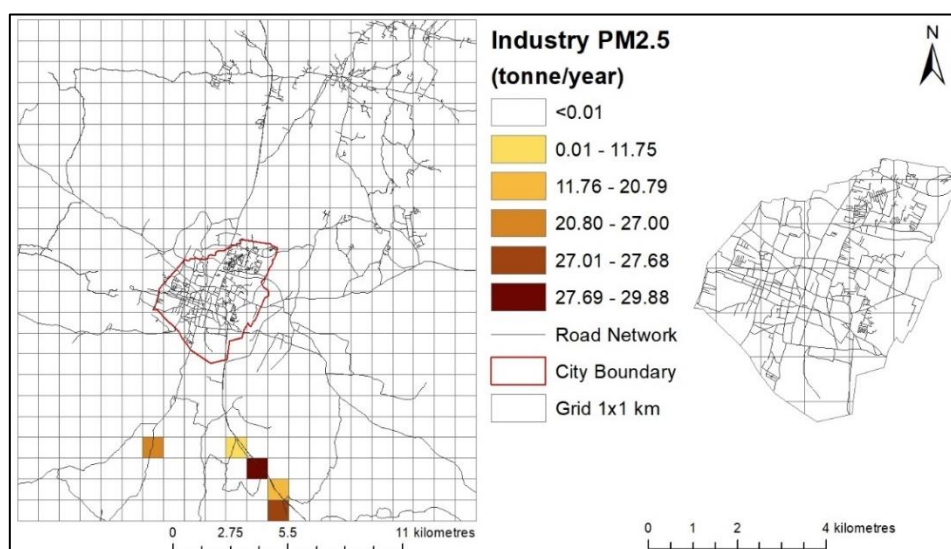 Industry PM2.5
(tonne/year)
<0.01
0.01 - 11.75
11.76 - 20.79
20.80 - 27.00
27.01 - 27.68
27.69 - 29.88
Road Network
City Boundary
Grid 1x1 km
N
0 2.75 5.5 11 kilometres
0 1 2 4 kilometres